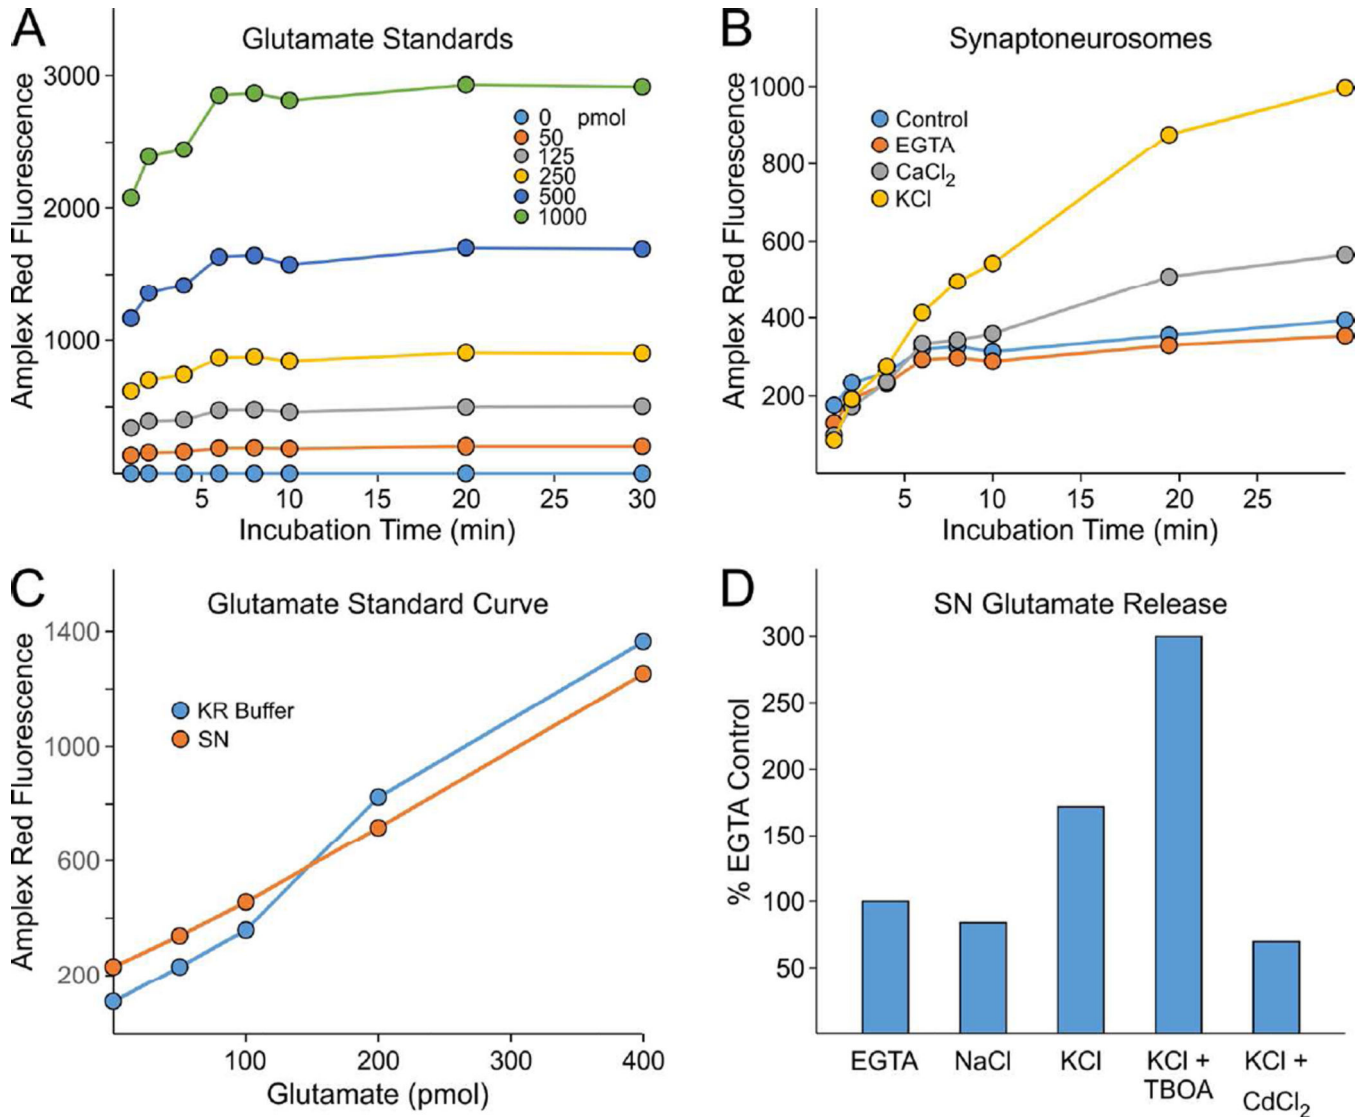 A
Glutamate Standards
Amplex Red Fluorescence
3000
2000
1000
0 pmol
50
125
250
500
1000
5 10 15 20 25 30
Incubation Time (min)
B
Synaptoneurosomes
Amplex Red Fluorescence
1000
800
600
400
200
Control
EGTA
CaCl₂
KCl
5 10 15 20 25
Incubation Time (min)
C
Glutamate Standard Curve
Amplex Red Fluorescence
1400
1000
600
200
KR Buffer
SN
100 200 300 400
Glutamate (pmol)
D
SN Glutamate Release
% EGTA Control
300
250
150
100
50
EGTA NaCl KCl KCl + KCl +
TBOA CdCl₂